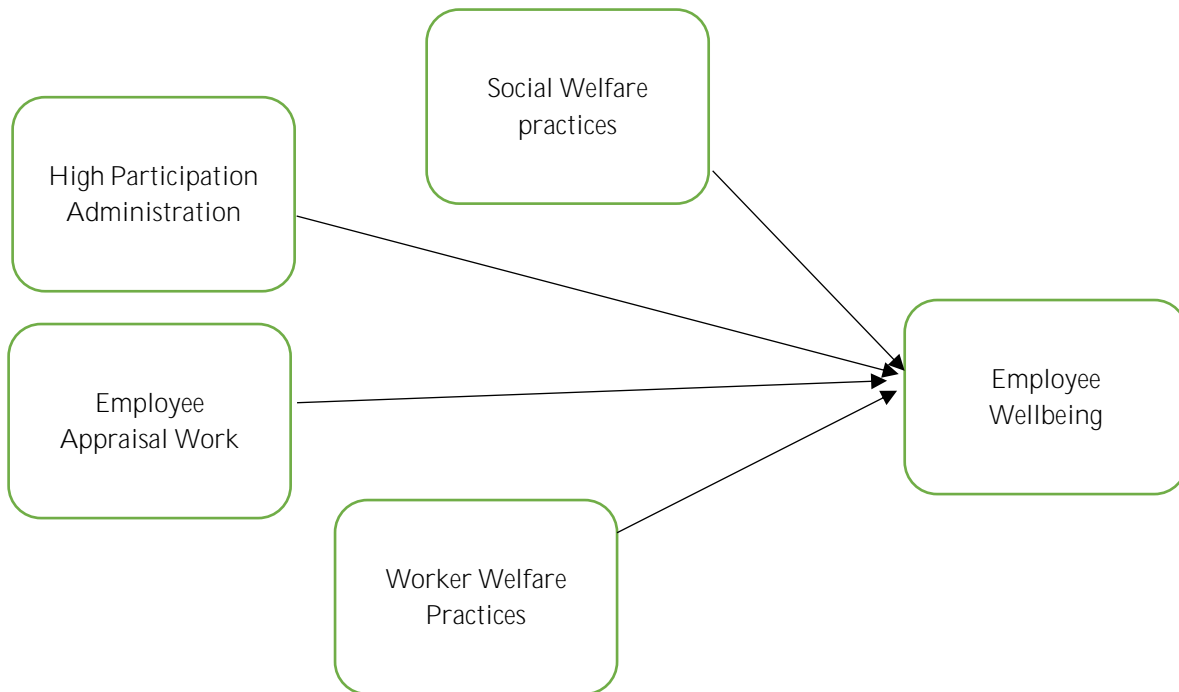 Social Welfare
practices
High Participation
Administration
Employee
Appraisal Work
Employee
Wellbeing
Worker Welfare
Practices